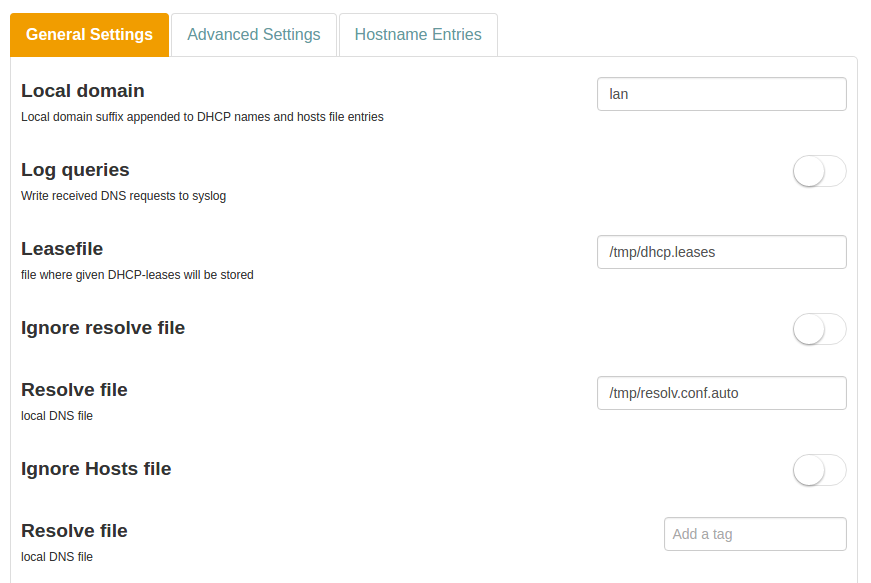 General Settings
Advanced Settings
Hostname Entries
Local domain
lan
Local domain suffix appended to DHCP names and hosts file entries
Log queries
Write received DNS requests to syslog
Leasefile
/tmp/dhcp.leases
file where given DHCP-leases will be stored
Ignore resolve file
Resolve file
/tmp/resolv.conf.auto
local DNS file
Ignore Hosts file
Resolve file
Add a tag
local DNS file